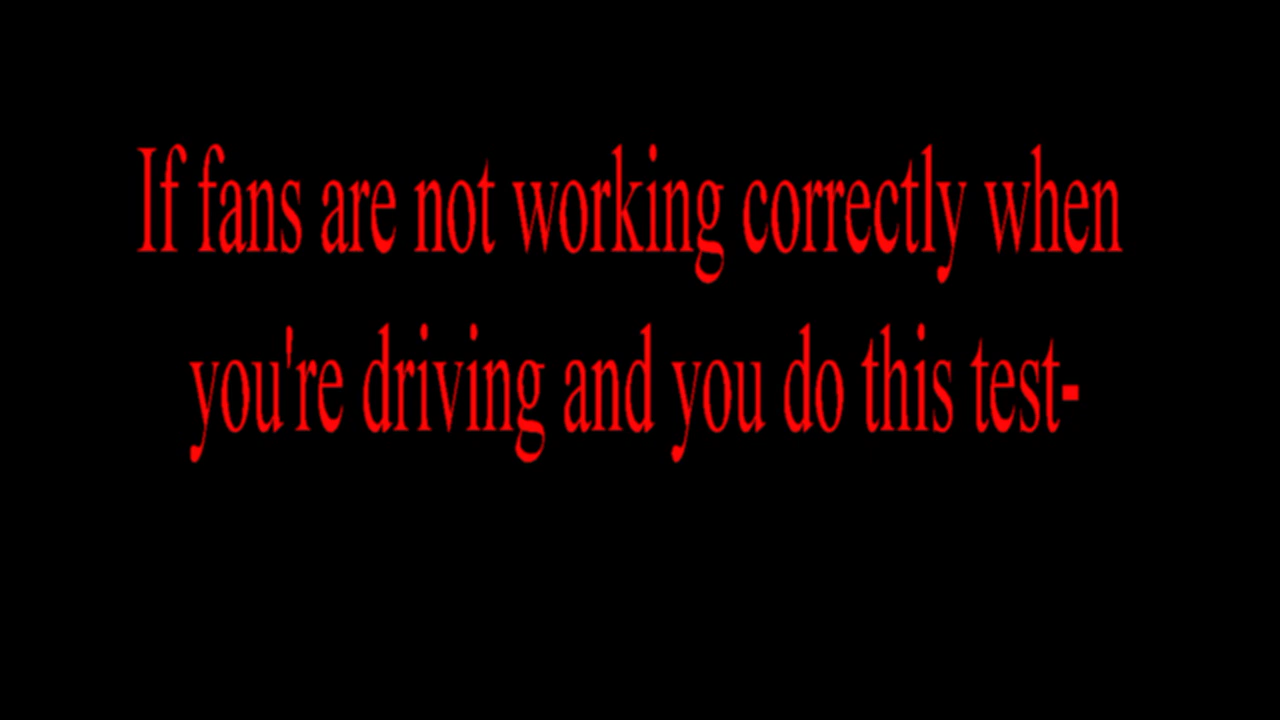 If fans are not working correctly when
you're driving and you do this test-